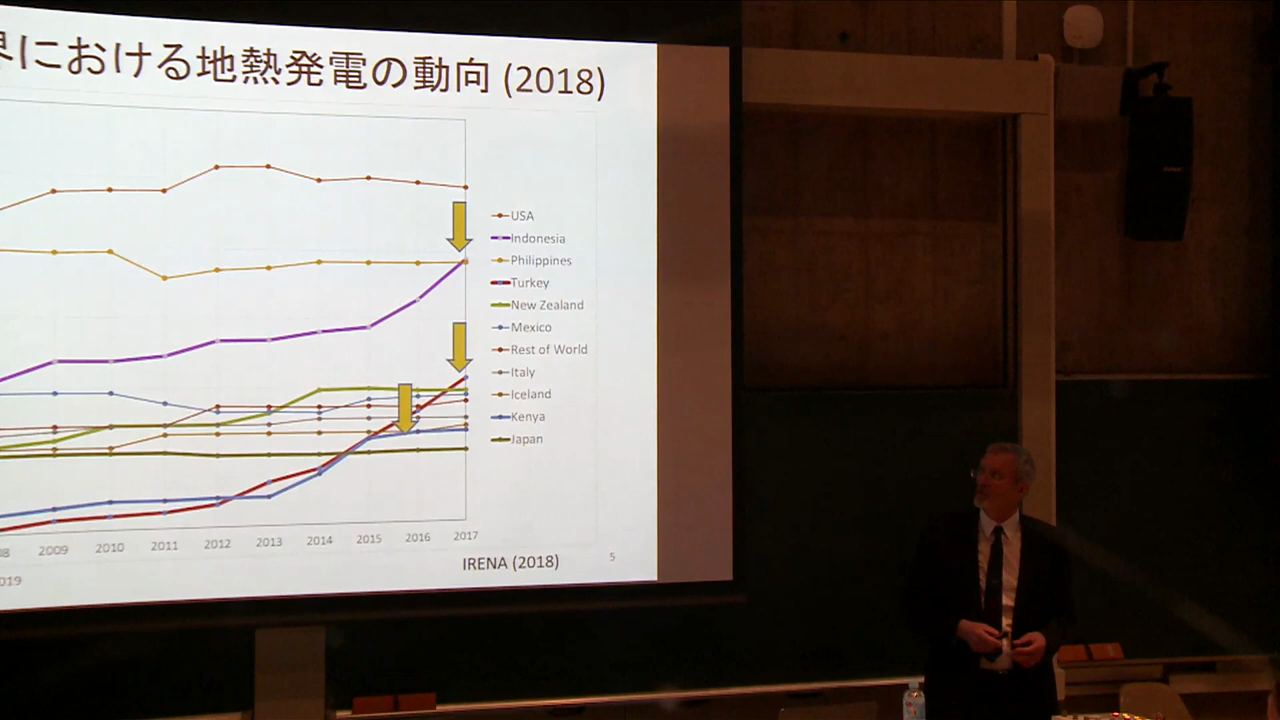 界における地熱発電の動向 (2018)
USA
Indonesia
Philippines
Turkey
New Zealand
Mexico
Rest of World
Italy
Iceland
Kenya
Japan
08 2009 2010 2011 2012 2013 2014 2015 2016 2017
IRENA (2018)
5
019